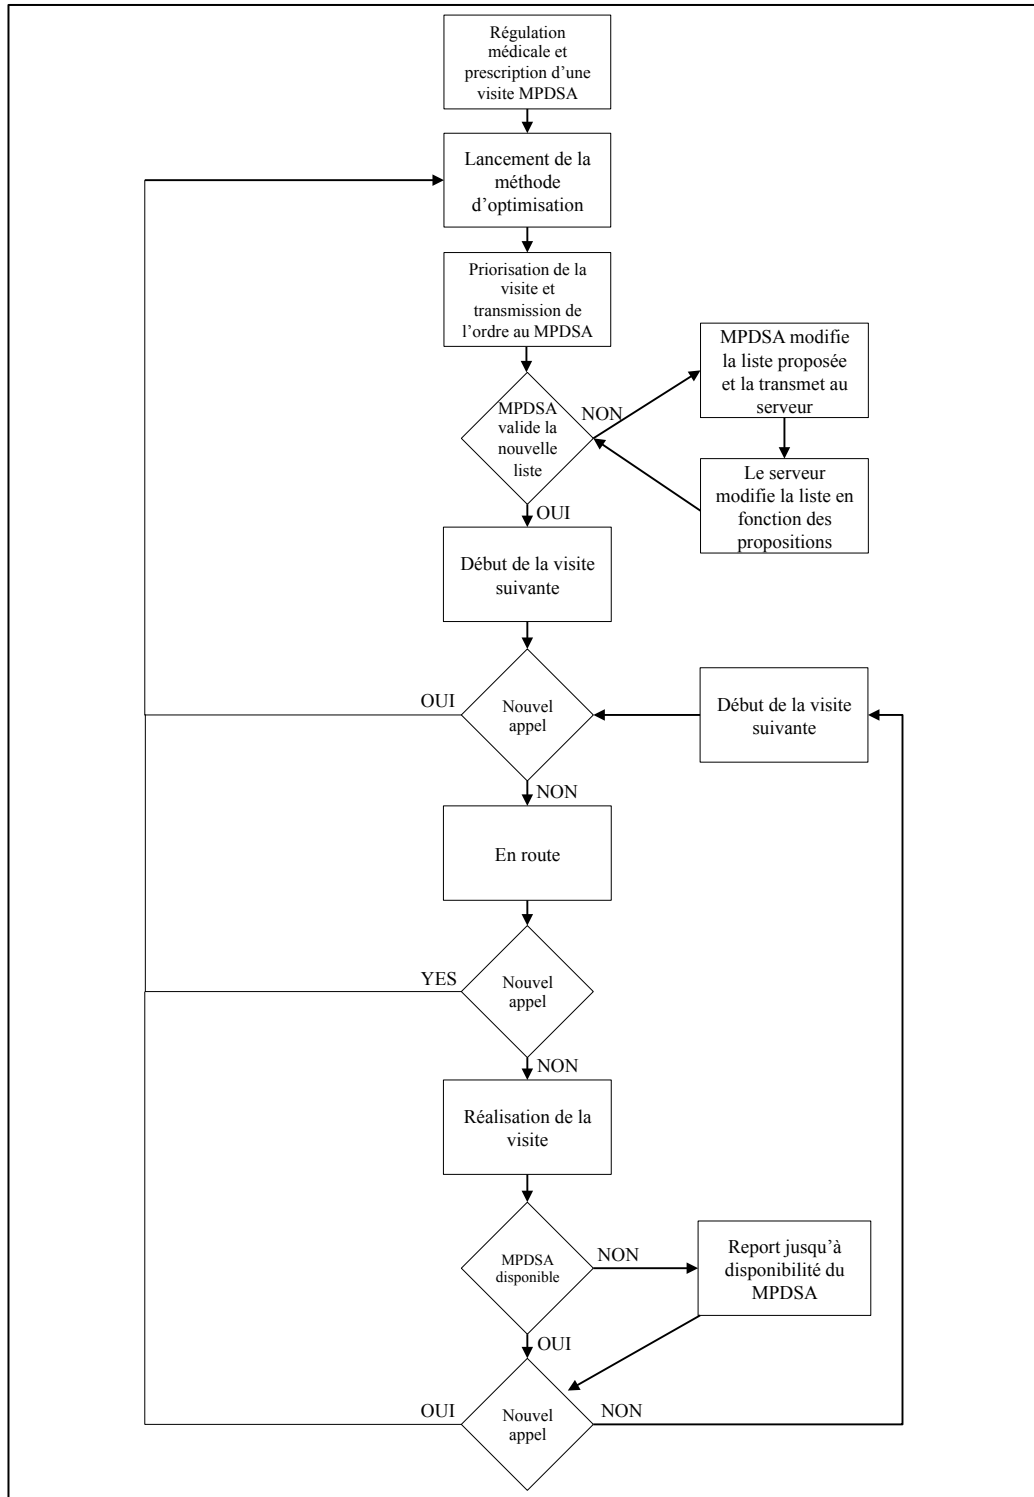 Régulation
médicale et
prescription d'une
visite MPDSA
Lancement de la
méthode
d'optimisation
Priorisation de la
visite et
transmission de
l'ordre au MPDSA
MPDSA modifie
la liste proposée
et la transmet au
serveur
MPDSA
valide la
nouvelle
liste
NON
Le serveur
modifie la liste en
fonction des
propositions
OUI
Début de la visite
suivante
OUI
Nouvel
appel
Début de la visite
suivante
NON
En route
YES
Nouvel
appel
NON
Réalisation de la
visite
MPDSA
disponible
NON
Report jusqu'à
disponibilité du
MPDSA
OUI
OUI
Nouvel
appel
NON